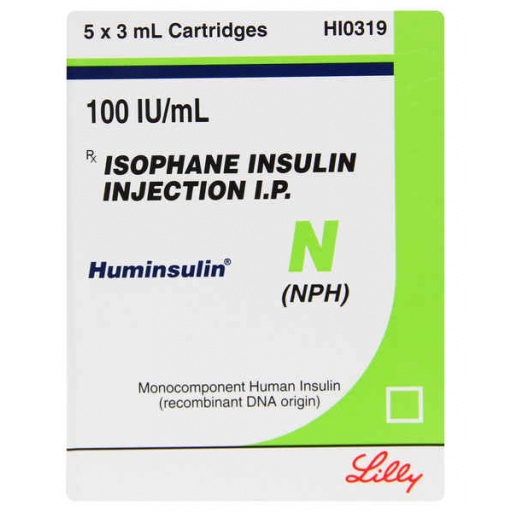 5 x 3 mL Cartridges HI0319
100 IU/mL
Rx ISOPHANE INSULIN
INJECTION I.P.
Huminsulin® N
(NPH)
Monocomponent Human Insulin
(recombinant DNA origin)
Lilly